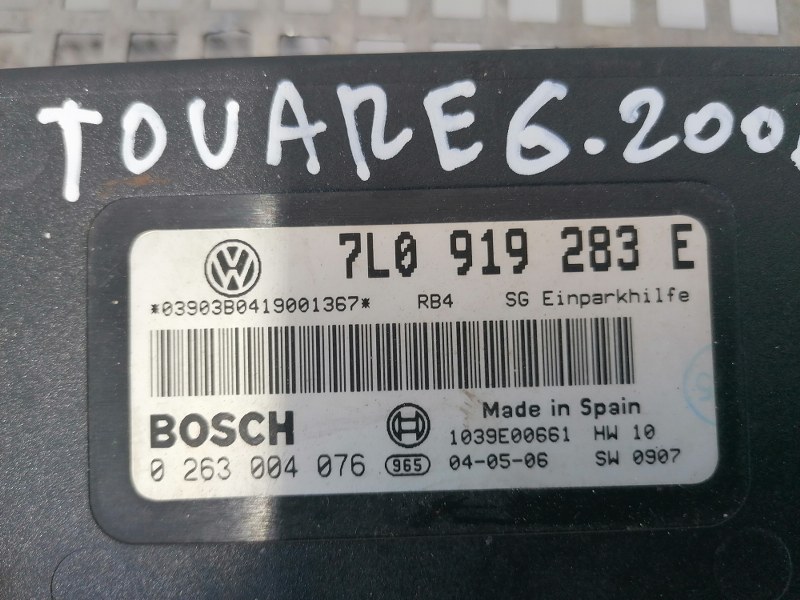 TOUAREG.200
7L0 919 283 E
*03903B0419001367* RB4 SG Einparkhilfe
BOSCH Made in Spain
1039E00661 HW 10
0 263 004 076 965 04-05-06 SW 0907